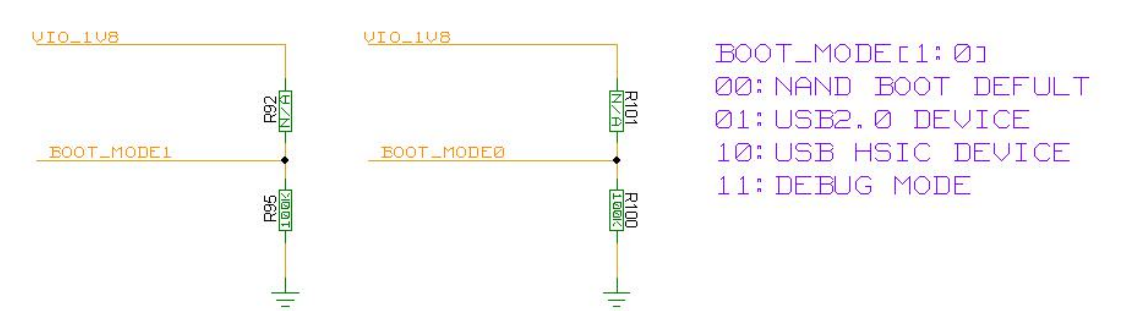 VIO_1V8
R92
N/A
BOOT_MODE1
R95
100K
VIO_1V8
R101
N/A
BOOT_MODE0
R100
100K
BOOT_MODE[1:0]
00:NAND BOOT DEFULT
01:USB2.0 DEVICE
10:USB HSIC DEVICE
11:DEBUG MODE